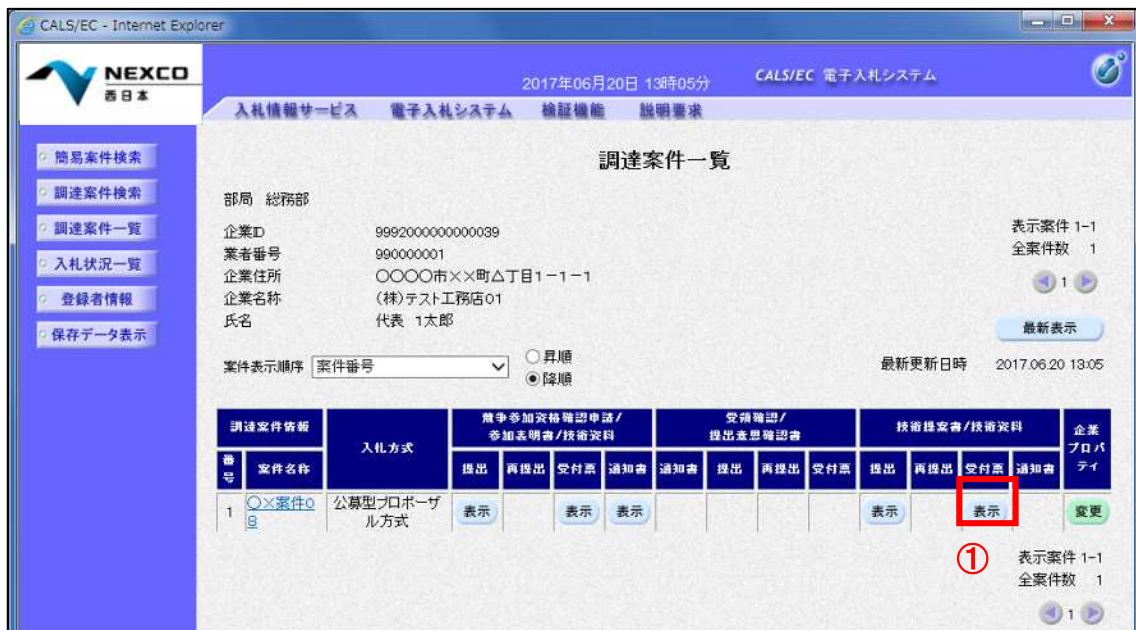 CALS/EC - Internet Explorer
NEXCO
西日本
2017年06月20日 13時05分
CALS/EC 電子入札システム
入札情報サービス 電子入札システム 検証機能 説明要求
簡易案件検索
調達案件検索
調達案件一覧
入札状況一覧
登録者情報
保存データ表示
調達案件一覧
部局 総務部
企業ID 9992000000000039
業者番号 990000001
企業住所 〇〇〇〇市××町△丁目1-1-1
企業名称 (株)テスト工務店01
氏名 代表 1太郎
表示案件 1-1
全案件数 1
1
最新表示
案件表示順序 案件番号
昇順
降順
最新更新日時 2017.06.20 13:05
調達案件情報 入札方式 競争参加資格確認申請/参加表明書/技術資料 受領確認/提出意思確認書 技術提案書/技術資料 企業プロパティ
番号 案件名称 提出 再提出 受付票 通知書 通知書 提出 再提出 受付票 提出 再提出 受付票 通知書
1 〇×案件08 公募型プロポーザル方式 表示 表示 表示 表示 表示 変更
①
表示案件 1-1
全案件数 1
1